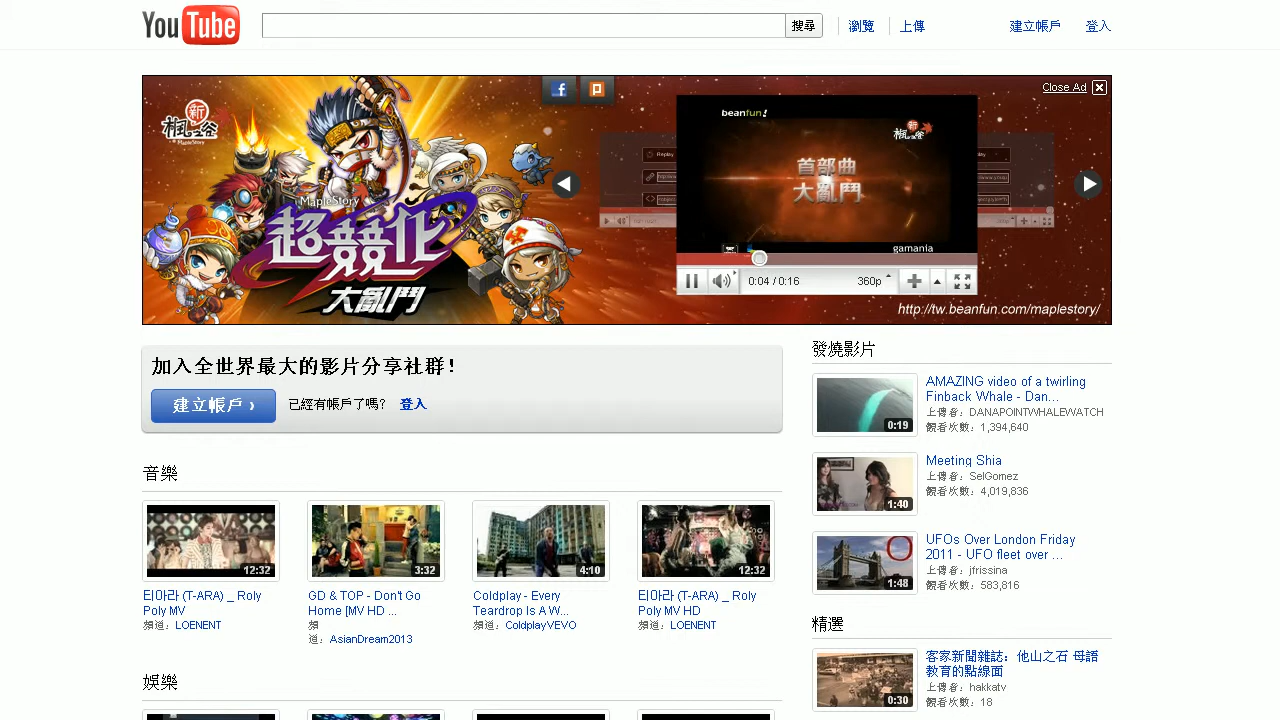 YouTube
搜尋
瀏覽
上傳
建立帳戶
登入
新
楓之谷
MapleStory
MapleStory
超競化
大亂鬥
Close Ad
beanfun!
新
楓之谷
Replay
首部曲
大亂鬥
gamania
0:04 / 0:16
360p
http://tw.beanfun.com/maplestory/
加入全世界最大的影片分享社群！
建立帳戶 ›
已經有帳戶了嗎？ 登入
音樂
12:32
3:32
4:10
12:32
티아라 (T-ARA) _ Roly
Poly MV
頻道：LOENENT
GD & TOP - Don't Go
Home [MV HD ...
頻
道：AsianDream2013
Coldplay - Every
Teardrop Is A W...
頻道：ColdplayVEVO
티아라 (T-ARA) _ Roly
Poly MV HD
頻道：LOENENT
娛樂
發燒影片
0:19
AMAZING video of a twirling
Finback Whale - Dan...
上傳者：DANAPOINTWHALEWATCH
觀看次數：1,394,640
1:40
Meeting Shia
上傳者：SelGomez
觀看次數：4,019,836
1:48
UFOs Over London Friday
2011 - UFO fleet over ...
上傳者：jfrissina
觀看次數：583,816
精選
0:30
客家新聞雜誌：他山之石 母語
教育的點線面
上傳者：hakkatv
觀看次數：18